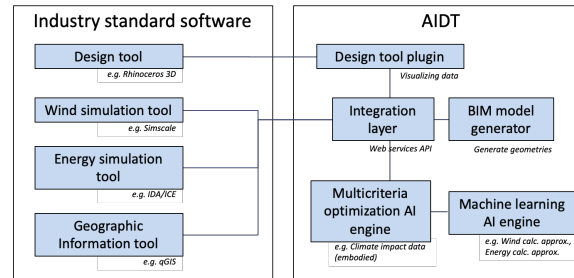 Industry standard software
AIDT
Design tool
e.g. Rhinoceros 3D
Design tool plugin
Visualizing data
Wind simulation tool
e.g. Simscale
Integration
layer
Web services API
BIM model
generator
Generate geometries
Energy simulation
tool
e.g. IDA/ICE
Multicriteria
optimization AI
engine
e.g. Climate impact data
(embodied)
Machine learning
AI engine
e.g. Wind calc. approx.,
Energy calc. approx.
Geographic
Information tool
e.g. qGIS